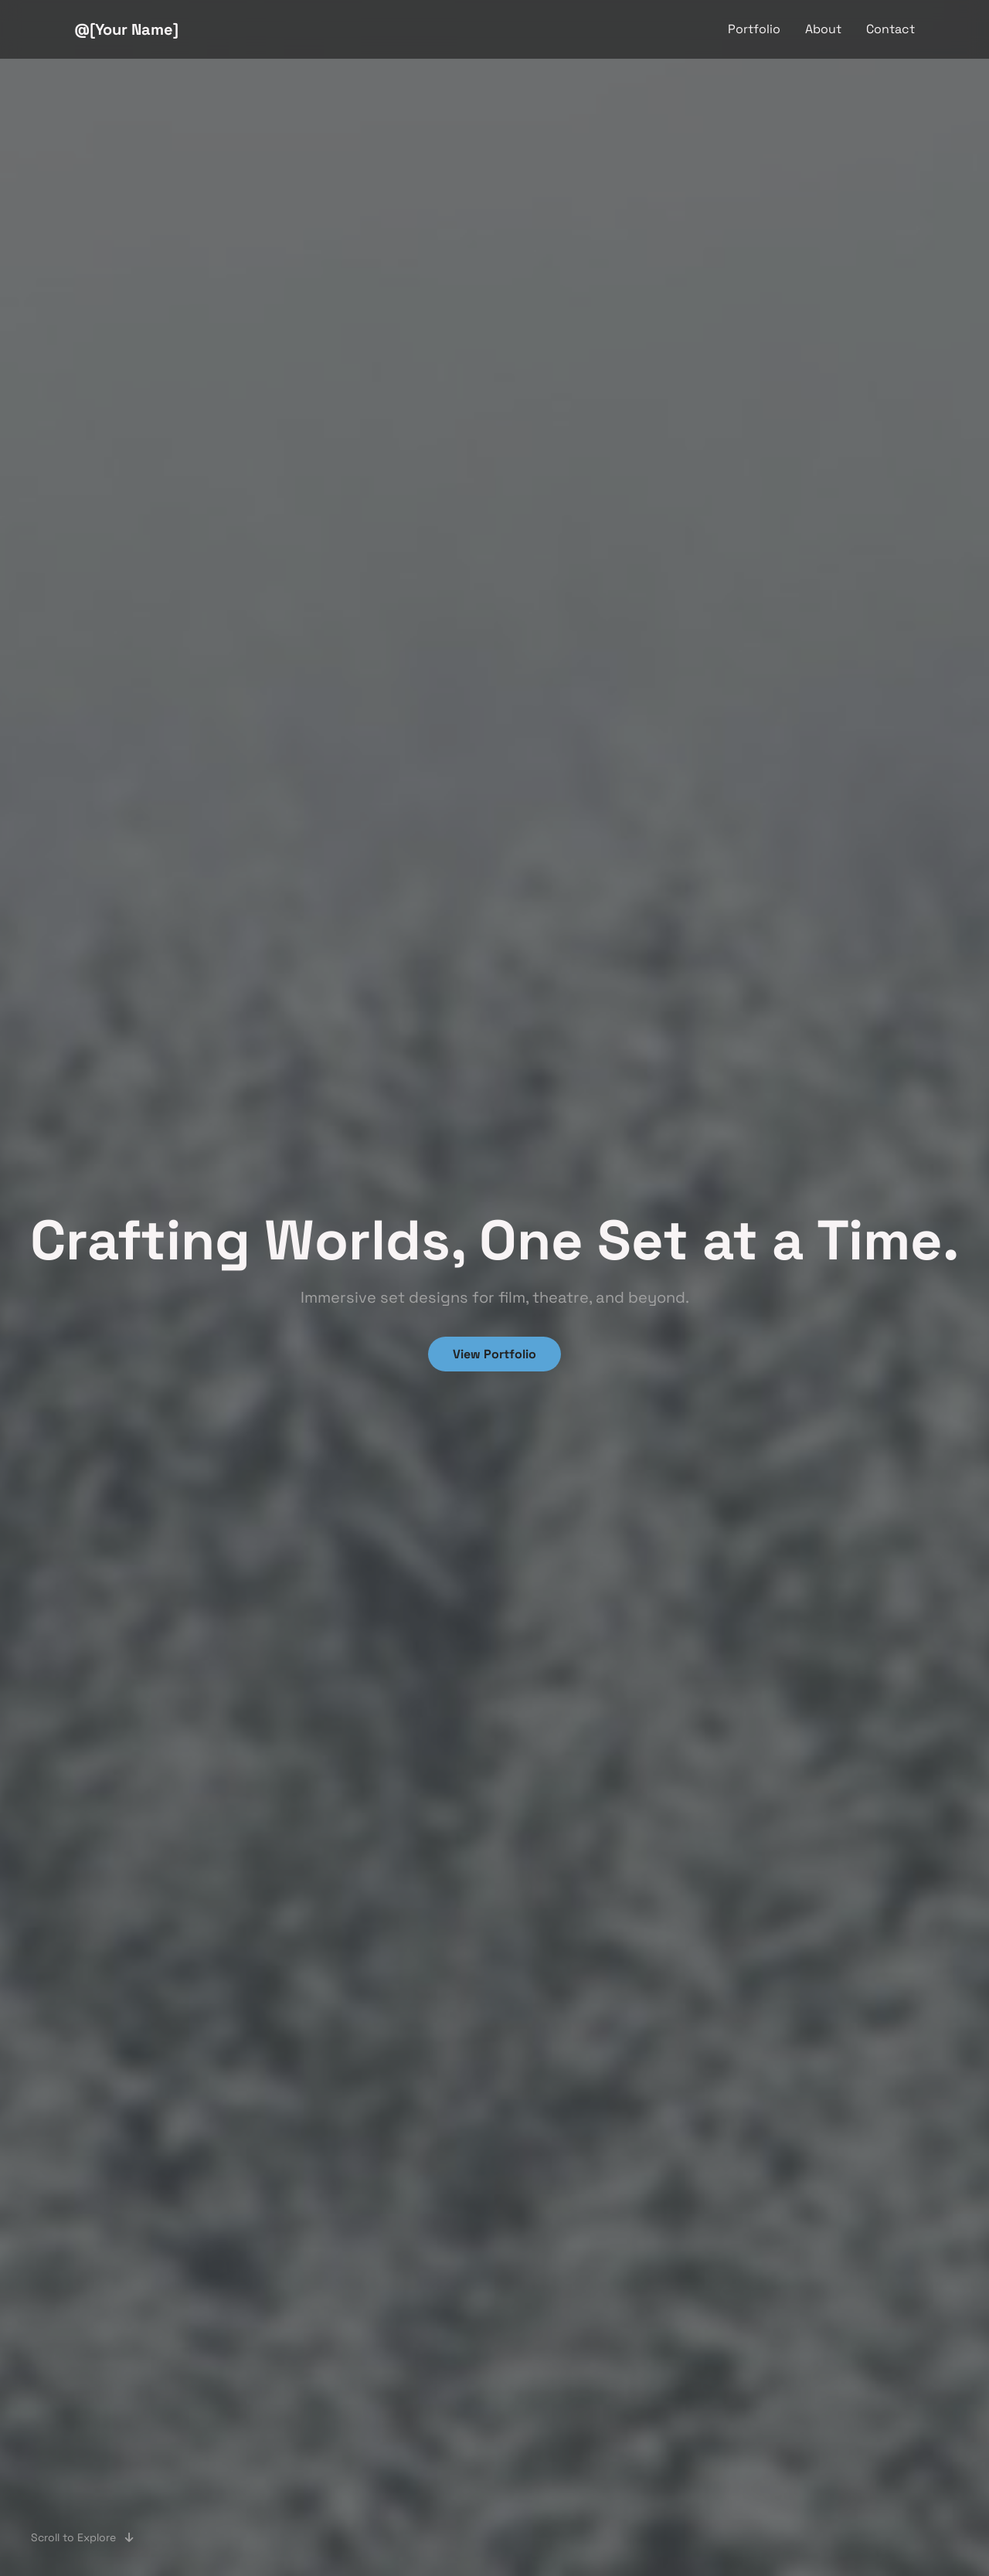 @[Your Name]
Portfolio About Contact
Crafting Worlds, One Set at a Time.
Immersive set designs for film, theatre, and beyond.
View Portfolio
Scroll to Explore ↓